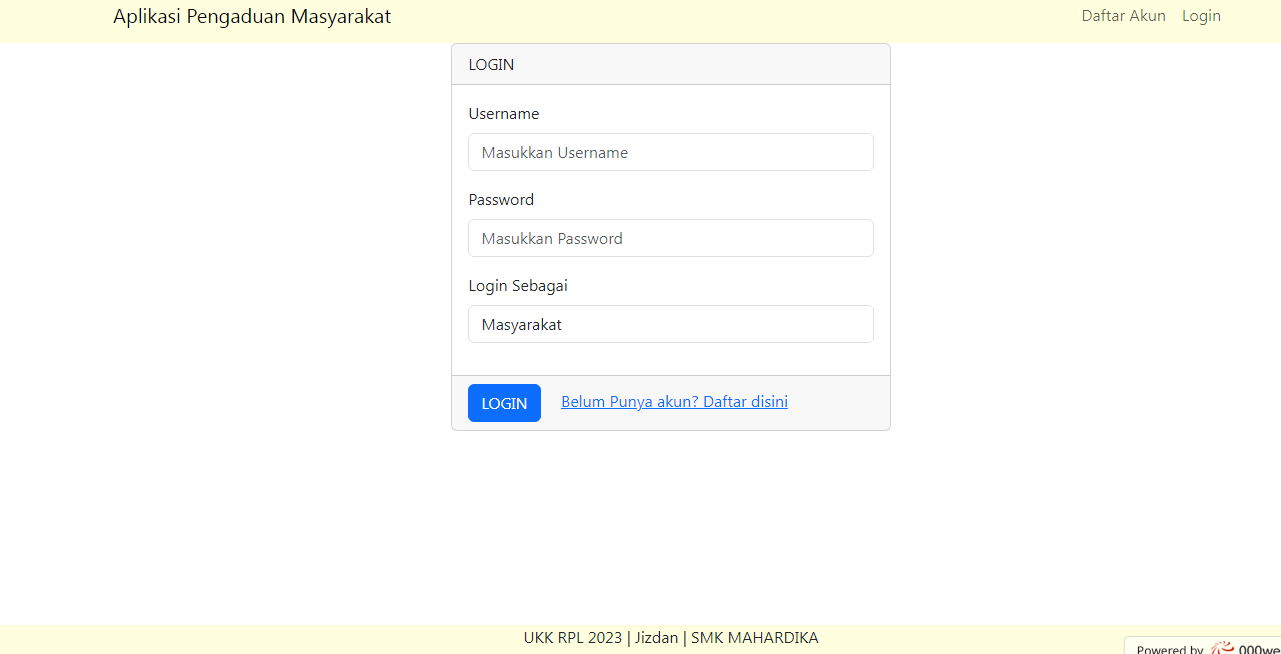 Aplikasi Pengaduan Masyarakat
Daftar Akun Login
LOGIN
Username
Masukkan Username
Password
Masukkan Password
Login Sebagai
Masyarakat
LOGIN Belum Punya akun? Daftar disini
UKK RPL 2023 | Jizdan | SMK MAHARDIKA
Powered by 000we